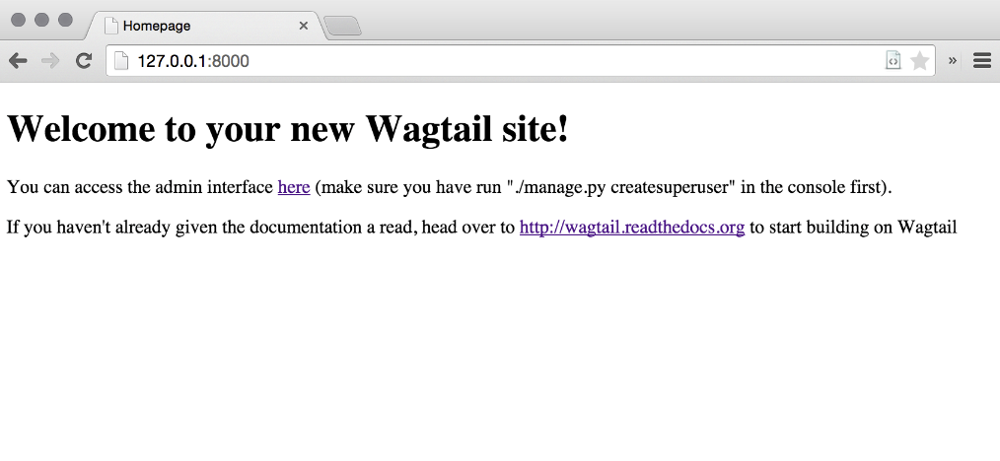 Homepage
127.0.0.1:8000
Welcome to your new Wagtail site!
You can access the admin interface here (make sure you have run "./manage.py createsuperuser" in the console first).
If you haven't already given the documentation a read, head over to http://wagtail.readthedocs.org to start building on Wagtail